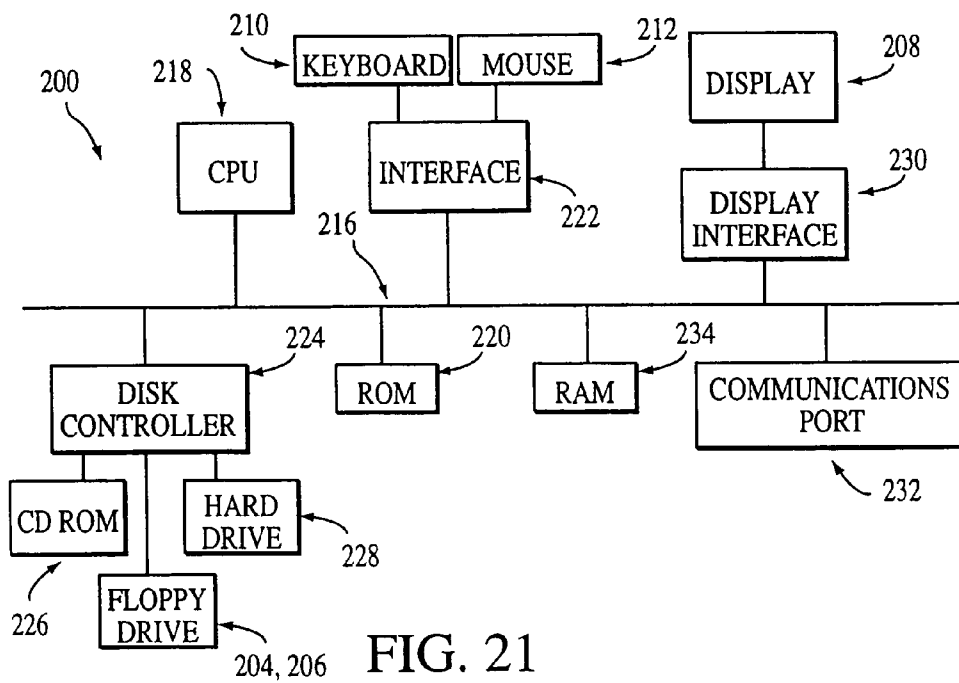 210
KEYBOARD
MOUSE
212
218
200
DISPLAY
208
CPU
INTERFACE
222
230
DISPLAY
INTERFACE
216
224
220
234
DISK
CONTROLLER
ROM
RAM
COMMUNICATIONS
PORT
232
CD ROM
HARD
DRIVE
228
226
FLOPPY
DRIVE
204, 206
FIG. 21